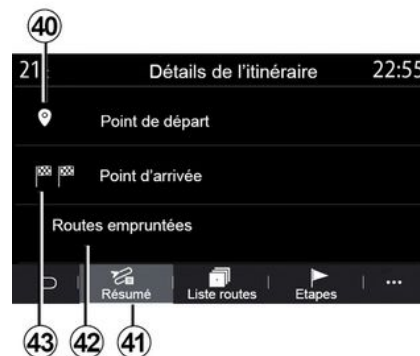 40
21 Détails de l'itinéraire 22:55
Point de départ
Point d'arrivée
Routes empruntées
Résumé Liste routes Etapes ...
43 42 41